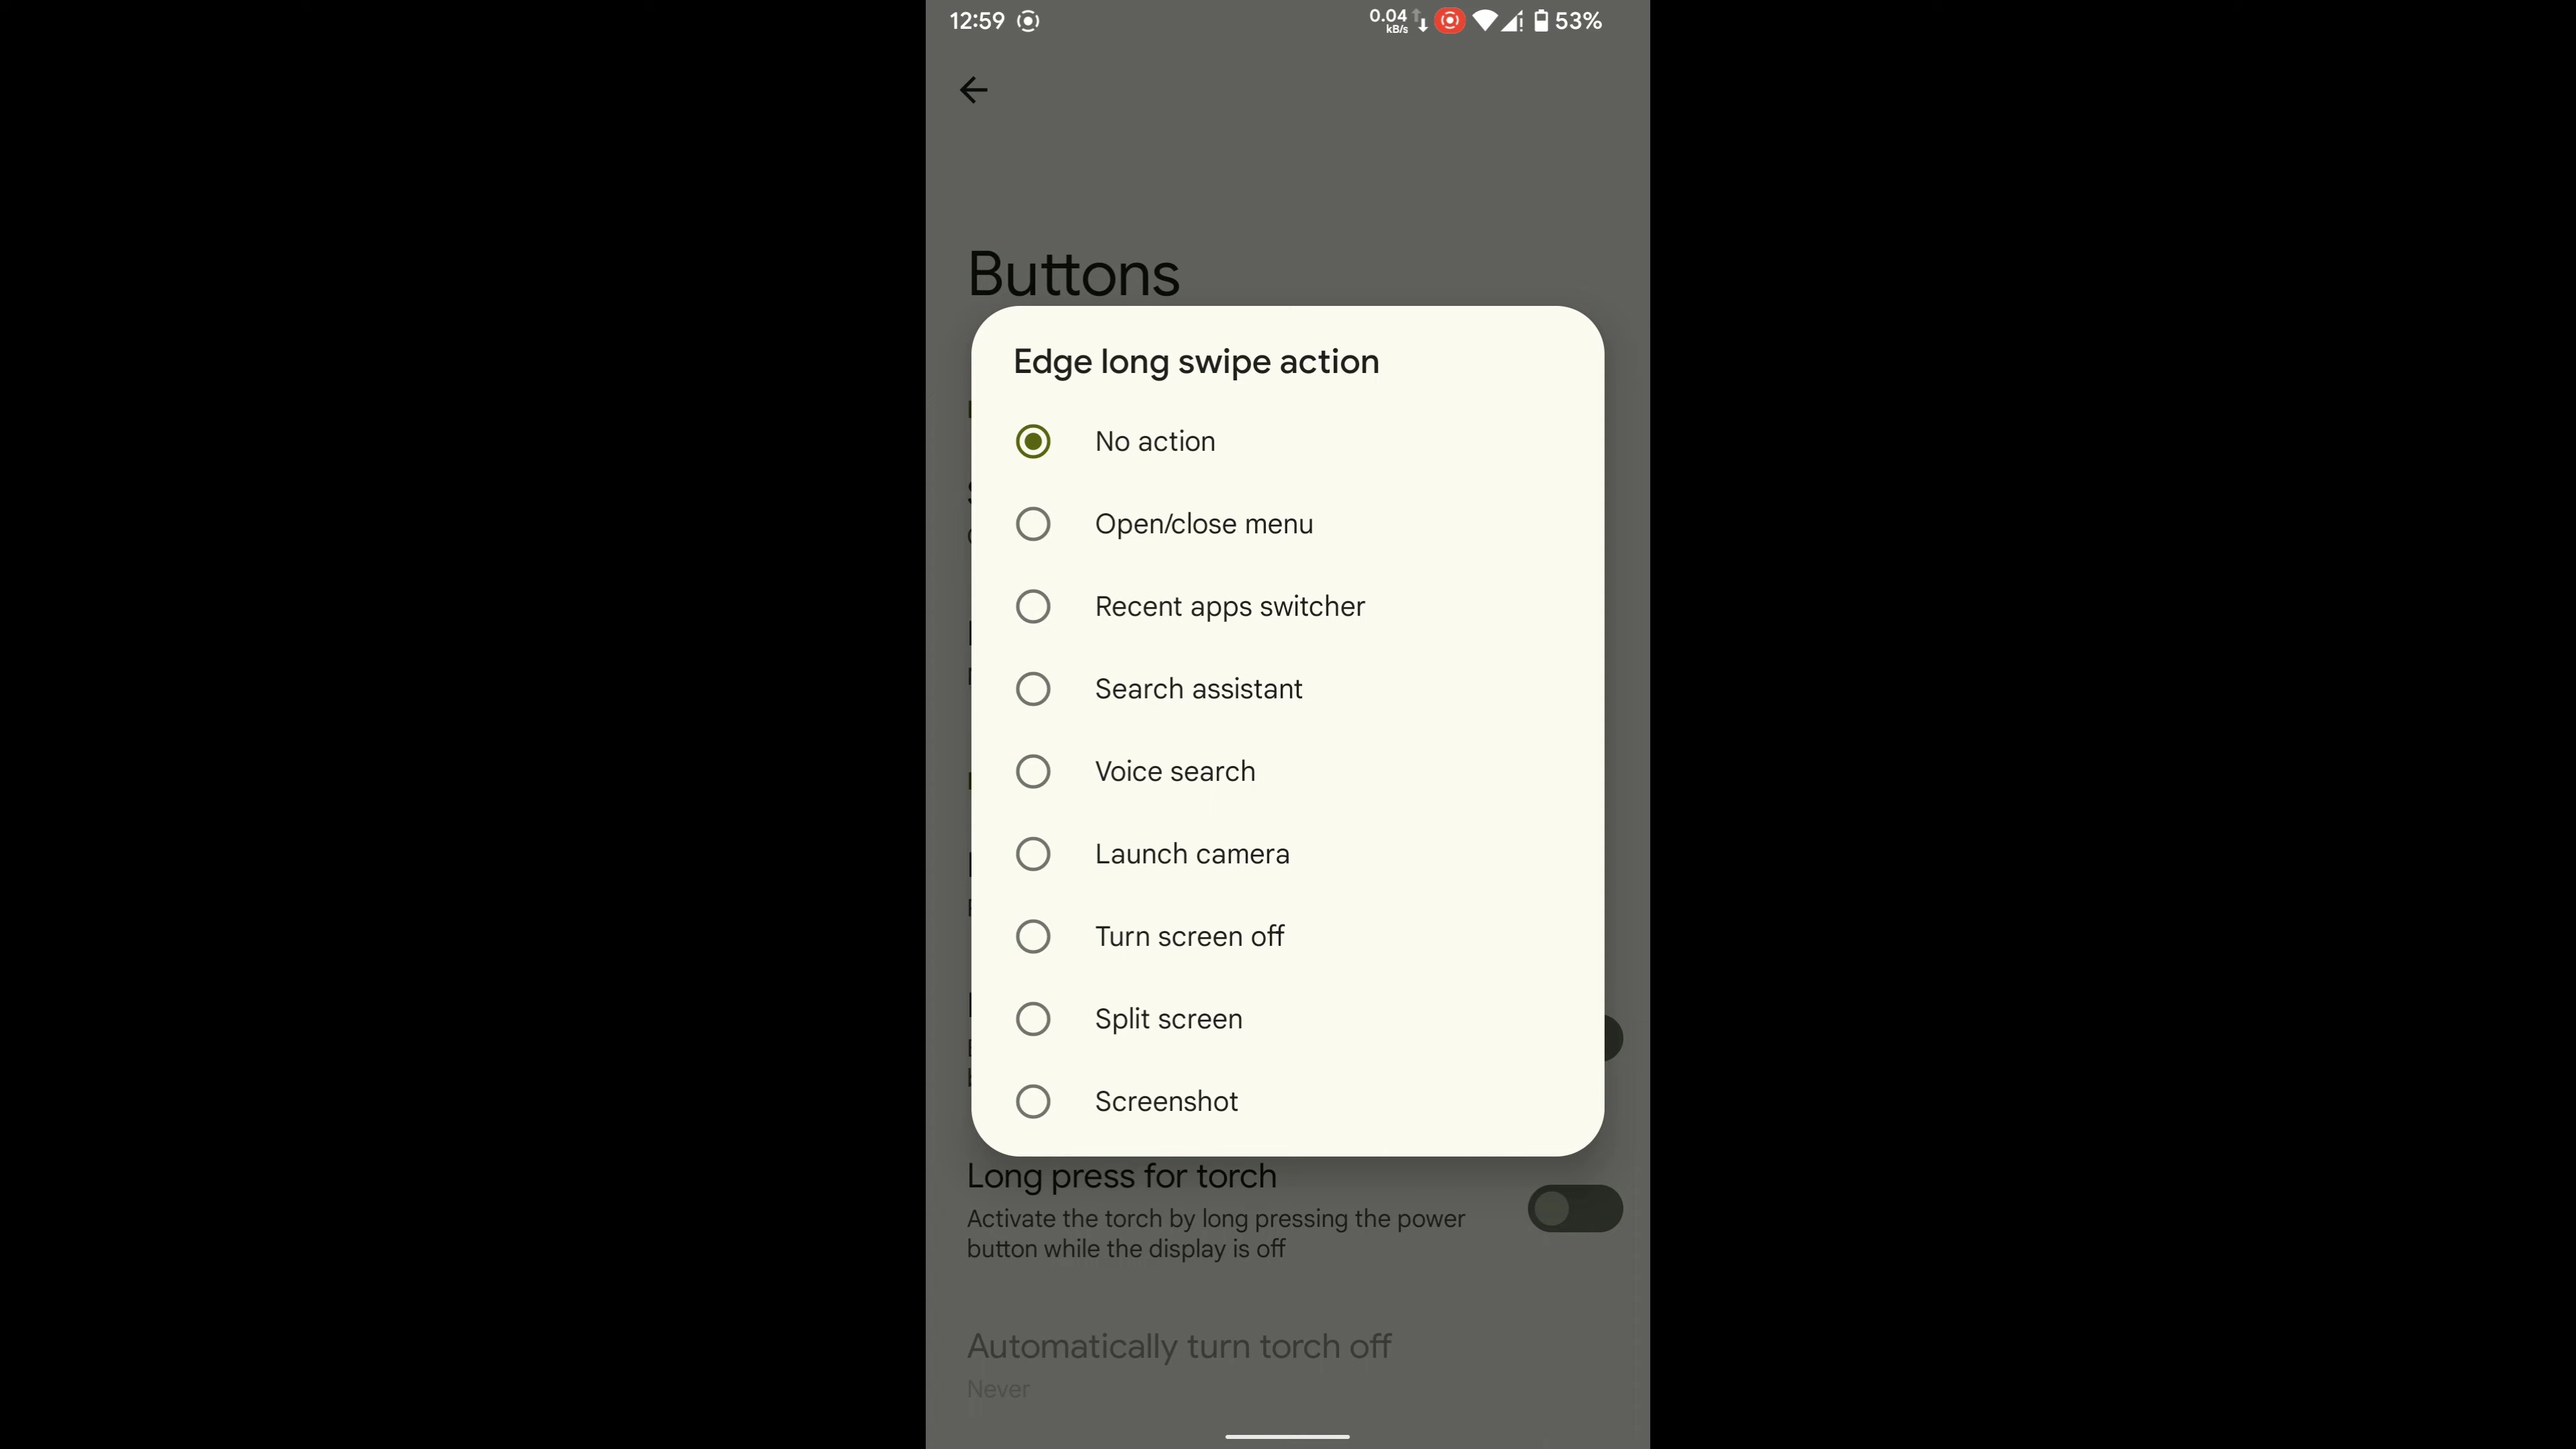 12:59
0.04
kB/s
53%
Buttons
Edge long swipe action
No action
Open/close menu
Recent apps switcher
Search assistant
Voice search
Launch camera
Turn screen off
Split screen
Screenshot
Long press for torch
Activate the torch by long pressing the power
button while the display is off
Automatically turn torch off
Never